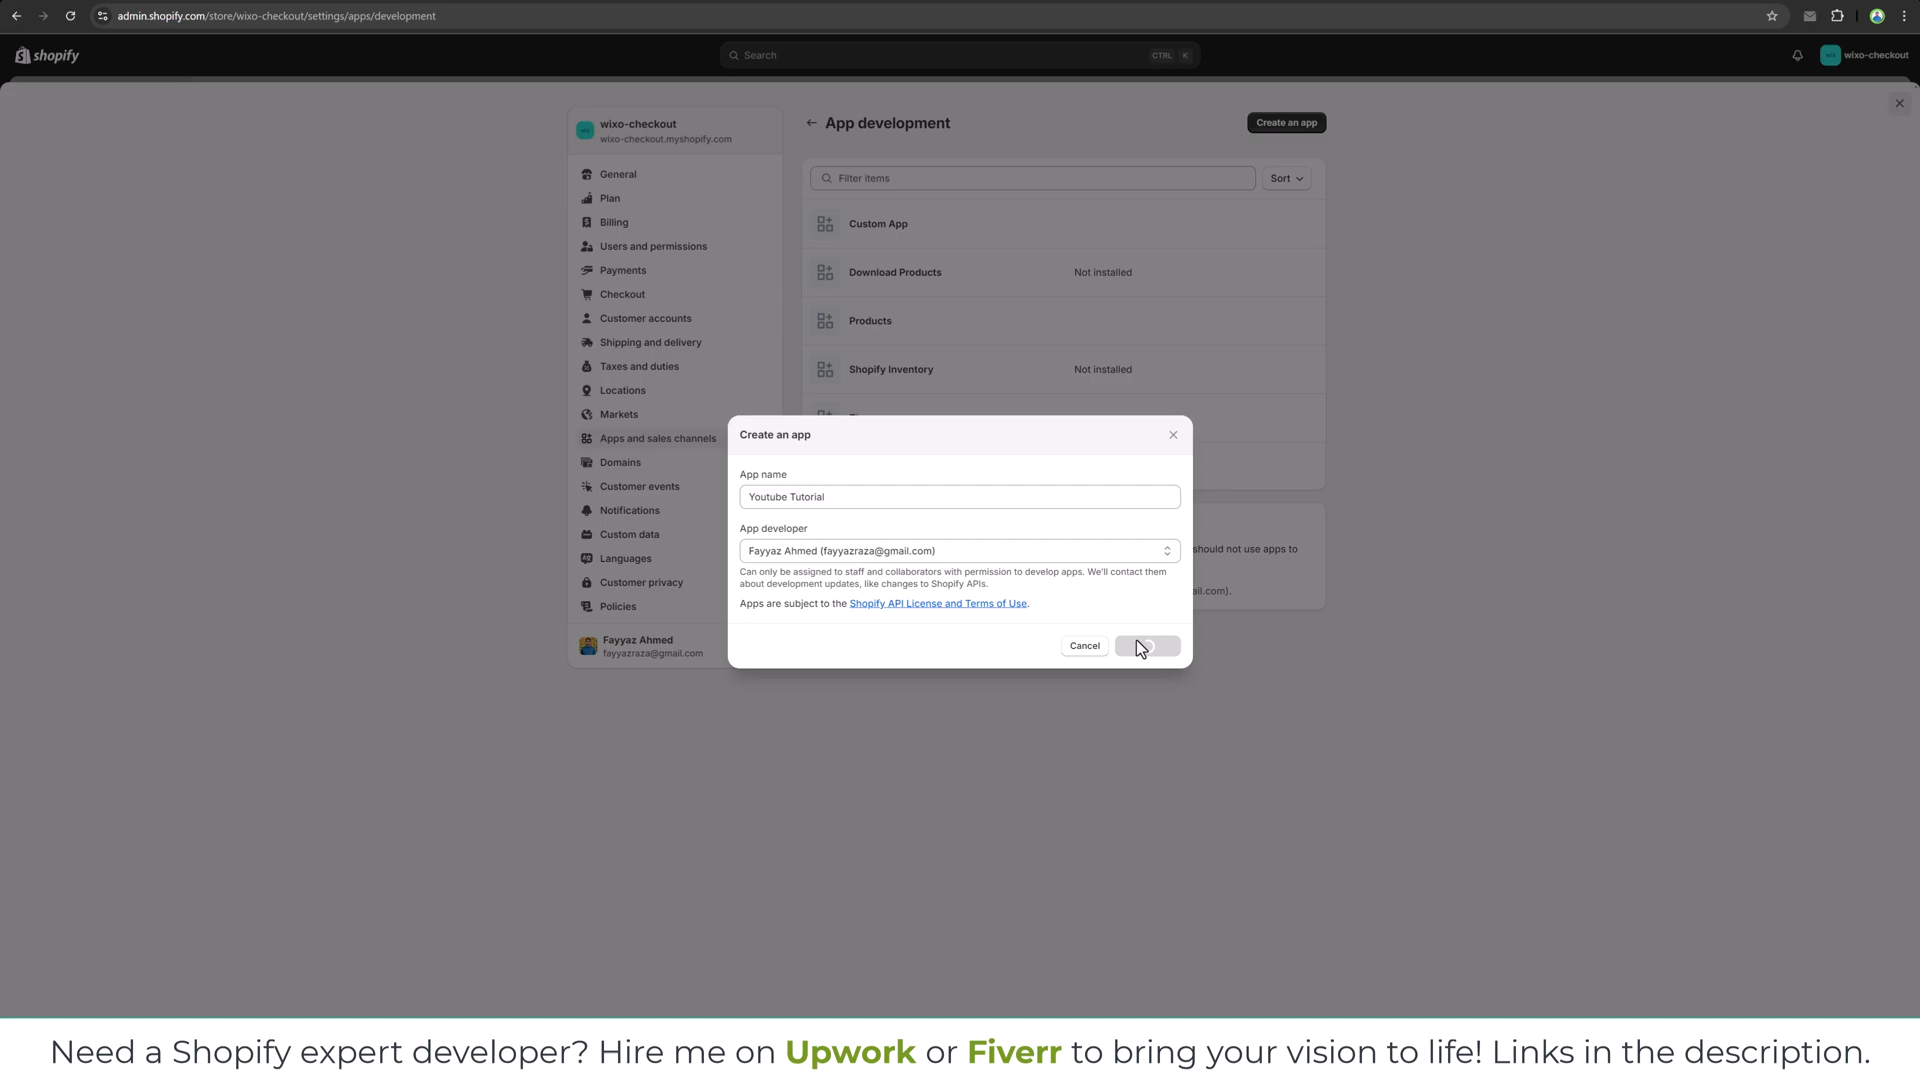 admin.shopify.com/store/wixo-checkout/settings/apps/development
shopify
Search
CTRL K
wixo-checkout
wixo-checkout
wixo-checkout.myshopify.com
General
Plan
Billing
Users and permissions
Payments
Checkout
Customer accounts
Shipping and delivery
Taxes and duties
Locations
Markets
Apps and sales channels
Domains
Customer events
Notifications
Custom data
Languages
Customer privacy
Policies
Fayyaz Ahmed
fayyazraza@gmail.com
App development
Create an app
Filter items
Sort
Custom App
Download Products Not installed
Products
Shopify Inventory Not installed
should not use apps to
il.com).
Create an app
App name
Youtube Tutorial
App developer
Fayyaz Ahmed (fayyazraza@gmail.com)
Can only be assigned to staff and collaborators with permission to develop apps. We'll contact them
about development updates, like changes to Shopify APIs.
Apps are subject to the Shopify API License and Terms of Use.
Cancel
Need a Shopify expert developer? Hire me on Upwork or Fiverr to bring your vision to life! Links in the description.